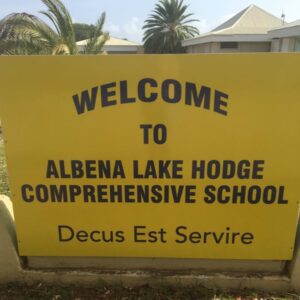 WELCOME
TO
ALBENA LAKE HODGE
COMPREHENSIVE SCHOOL
Decus Est Servire